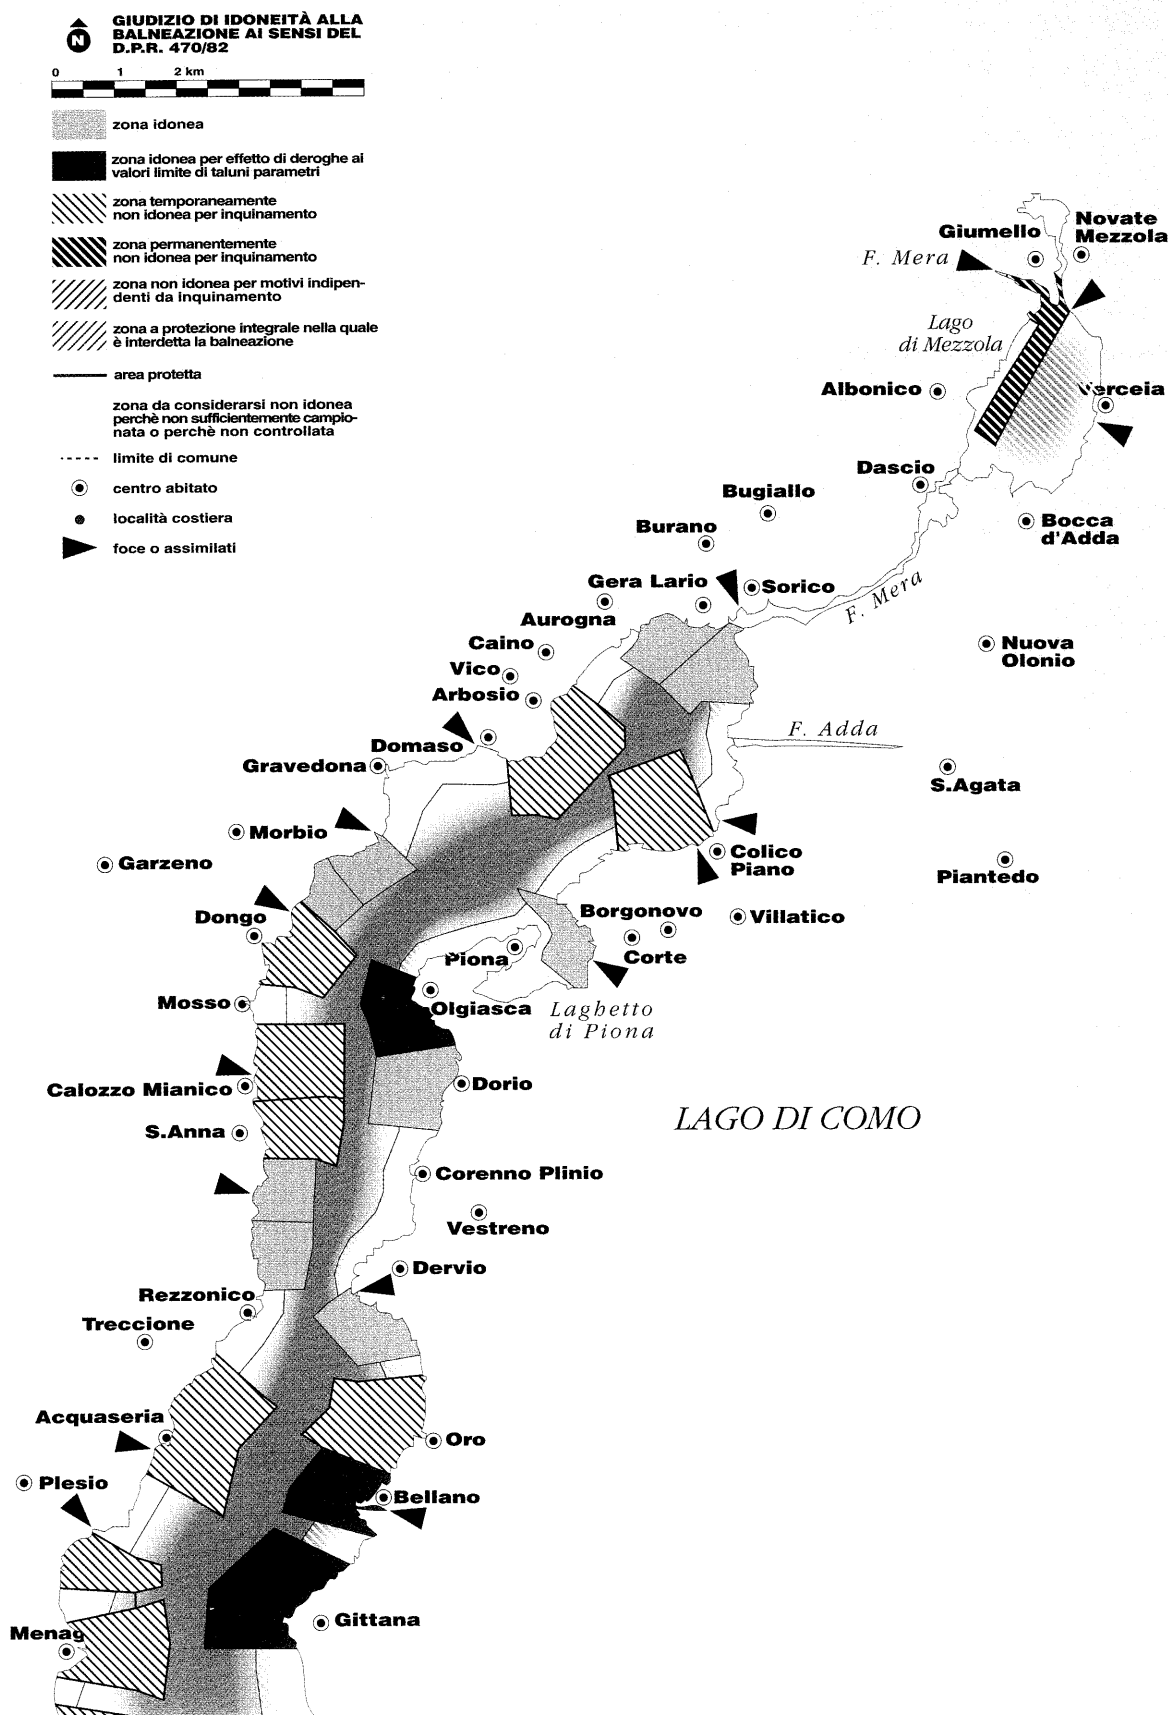 N
GIUDIZIO DI IDONEITÀ ALLA
BALNEAZIONE AI SENSI DEL
D.P.R. 470/82
0 1 2 km
zona idonea
zona idonea per effetto di deroghe ai
valori limite di taluni parametri
zona temporaneamente
non idonea per inquinamento
zona permanentemente
non idonea per inquinamento
zona non idonea per motivi indipen-
denti da inquinamento
zona a protezione integrale nella quale
è interdetta la balneazione
area protetta
zona da considerarsi non idonea
perchè non sufficientemente campio-
nata o perchè non controllata
limite di comune
centro abitato
località costiera
foce o assimilati
Novate
Mezzola
Giumello
F. Mera
Lago
di Mezzola
Albonico
Verceia
Dascio
Bugiallo
Burano
Bocca
d'Adda
Gera Lario
Sorico
F. Mera
Aurogna
Caino
Nuova
Olonio
Vico
Arbosio
F. Adda
Domaso
Gravedona
S.Agata
Morbio
Colico
Piano
Garzeno
Piantedo
Dongo
Borgonovo
Villatico
Corte
Piona
Mosso
Olgiasca
Laghetto
di Piona
Calozzo Mianico
Dorio
LAGO DI COMO
S.Anna
Corenno Plinio
Vestreno
Dervio
Rezzonico
Treccione
Acquaseria
Oro
Plesio
Bellano
Gittana
Menag